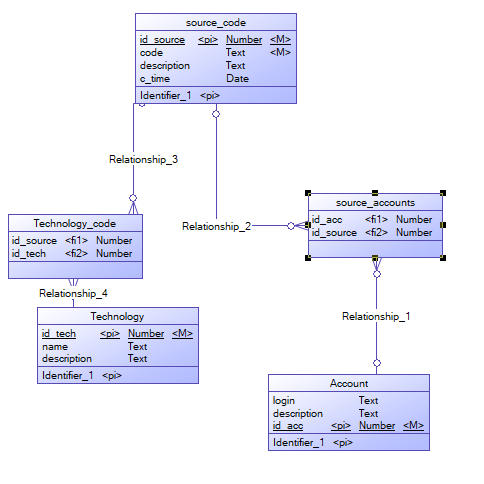 source_code
id_source <pi> Number <M>
code Text <M>
description Text
c_time Date
Identifier_1 <pi>
Relationship_3
source_accounts
id_acc <fi1> Number
id_source <fi2> Number
Technology_code
id_source <fi1> Number
id_tech <fi2> Number
Relationship_2
Relationship_4
Technology
id_tech <pi> Number <M>
name Text
description Text
Identifier_1 <pi>
Relationship_1
Account
login Text
description Text
id_acc <pi> Number <M>
Identifier_1 <pi>